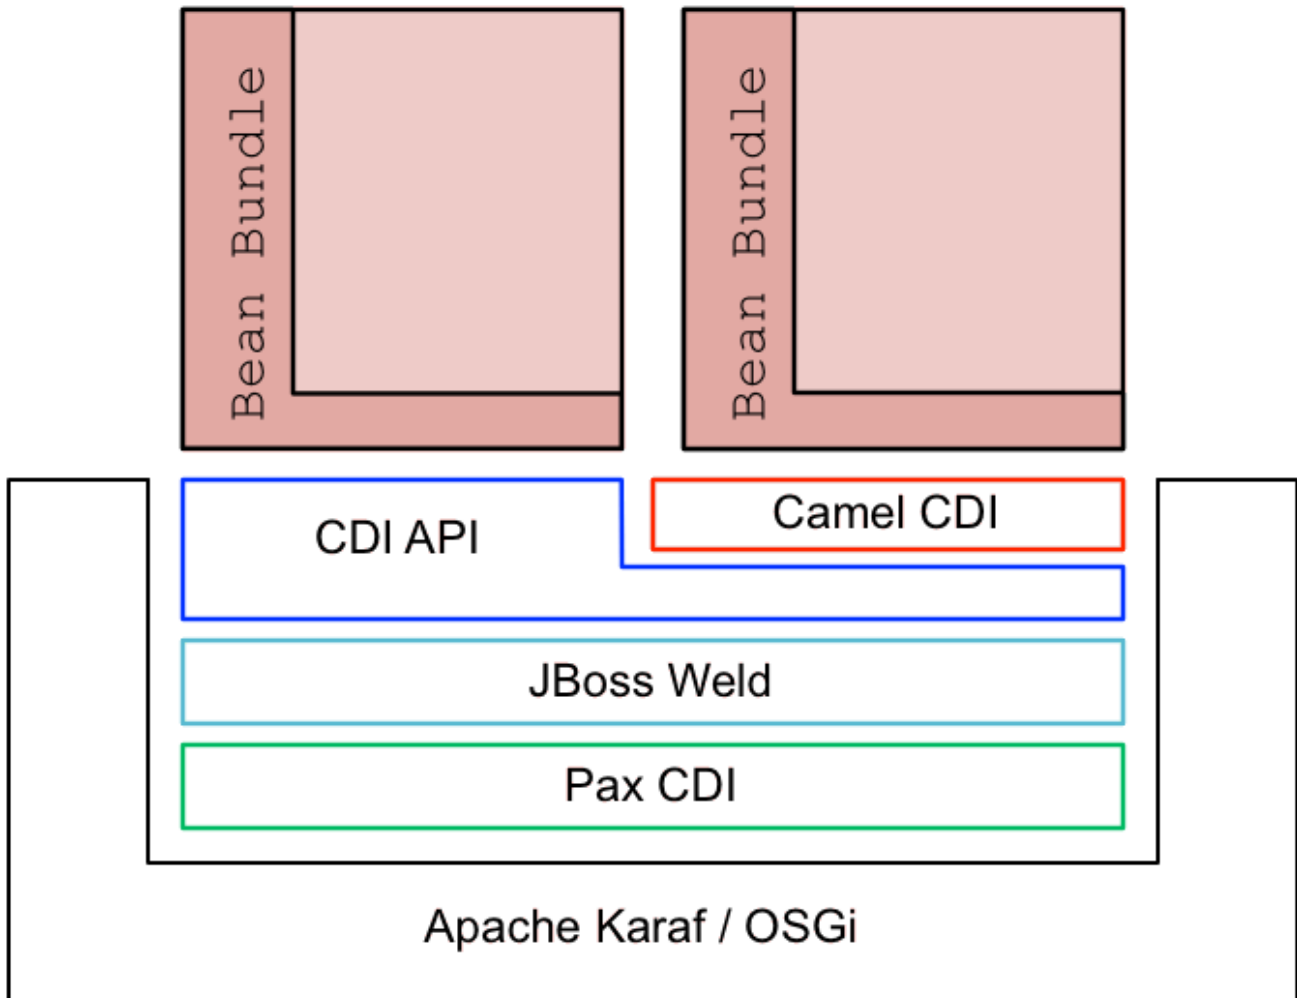 Bean Bundle
Bean Bundle
CDI API
Camel CDI
JBoss Weld
Pax CDI
Apache Karaf / OSGi